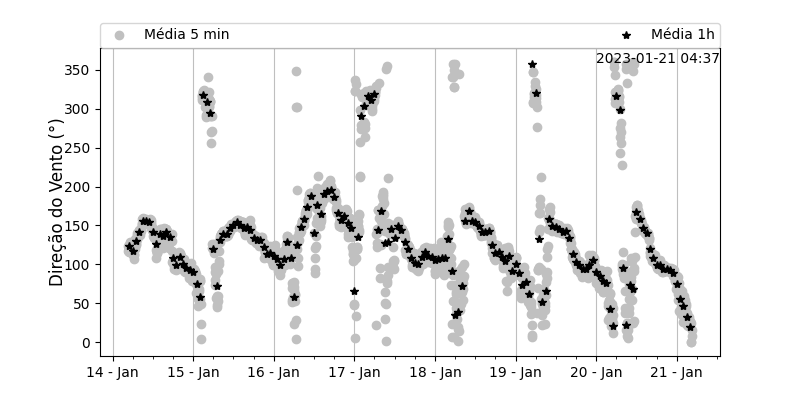 Média 5 min
Média 1h
2023-01-21 04:37
Direção do Vento (°)
350
300
250
200
150
100
50
0
14 - Jan
15 - Jan
16 - Jan
17 - Jan
18 - Jan
19 - Jan
20 - Jan
21 - Jan